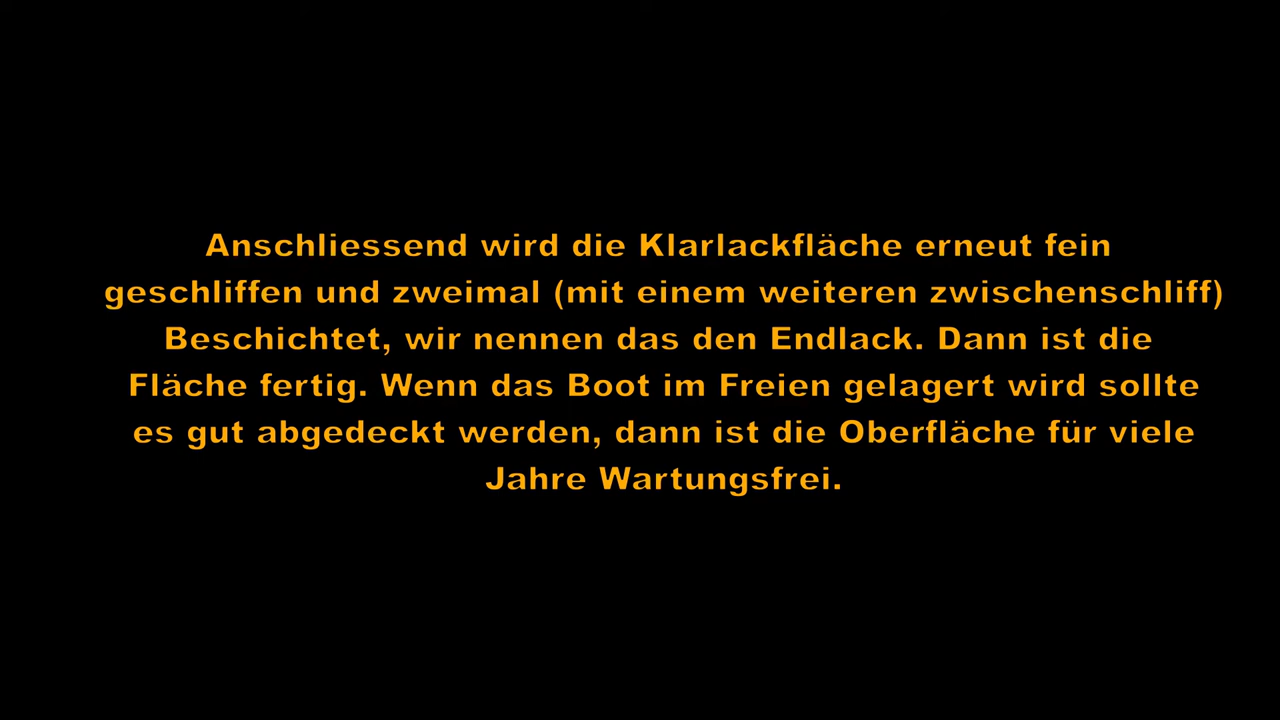 Anschliessend wird die Klarlackfläche erneut fein
geschliffen und zweimal (mit einem weiteren zwischenschliff)
Beschichtet, wir nennen das den Endlack. Dann ist die
Fläche fertig. Wenn das Boot im Freien gelagert wird sollte
es gut abgedeckt werden, dann ist die Oberfläche für viele
Jahre Wartungsfrei.